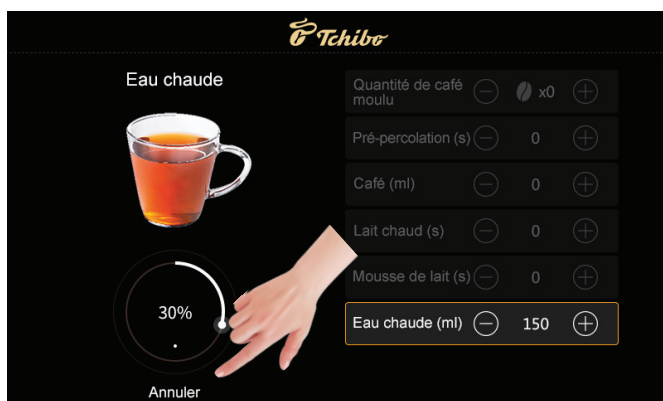 Tchibo
Eau chaude
Quantité de café
moulu
x0
Pré-percolation (s)
0
Café (ml)
0
Lait chaud (s)
0
Mousse de lait (s)
0
Eau chaude (ml)
150
30%
Annuler